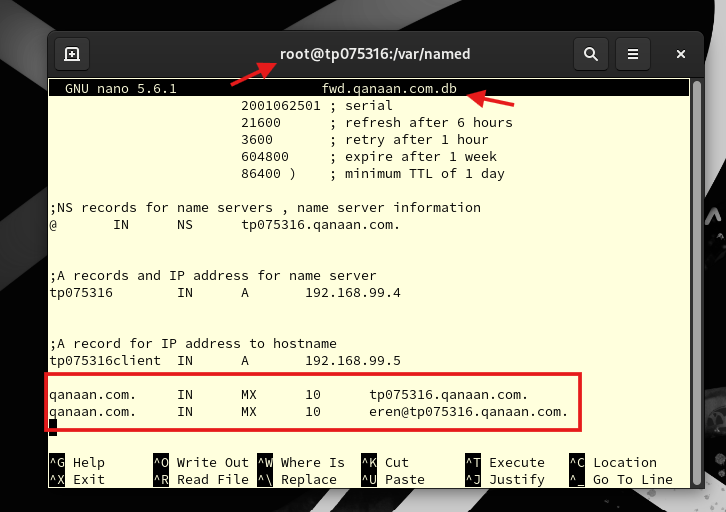 root@tp075316:/var/named
GNU nano 5.6.1 fwd.qanaan.com.db
2001062501 ; serial
21600 ; refresh after 6 hours
3600 ; retry after 1 hour
604800 ; expire after 1 week
86400 ) ; minimum TTL of 1 day
;NS records for name servers , name server information
@ IN NS tp075316.qanaan.com.
;A records and IP address for name server
tp075316 IN A 192.168.99.4
;A record for IP address to hostname
tp075316client IN A 192.168.99.5
qanaan.com. IN MX 10 tp075316.qanaan.com.
qanaan.com. IN MX 10 eren@tp075316.qanaan.com.
^G Help ^O Write Out ^W Where Is ^K Cut ^T Execute ^C Location
^X Exit ^R Read File ^\ Replace ^U Paste ^J Justify ^_ Go To Line